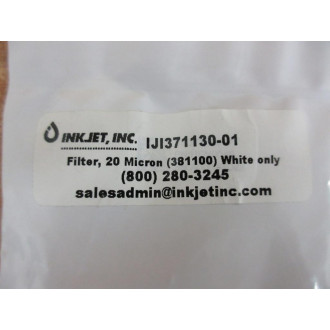 INKJET, INC. IJI371130-01
Filter, 20 Micron (381100) White only
(800) 280-3245
salesadmin@inkjetinc.com